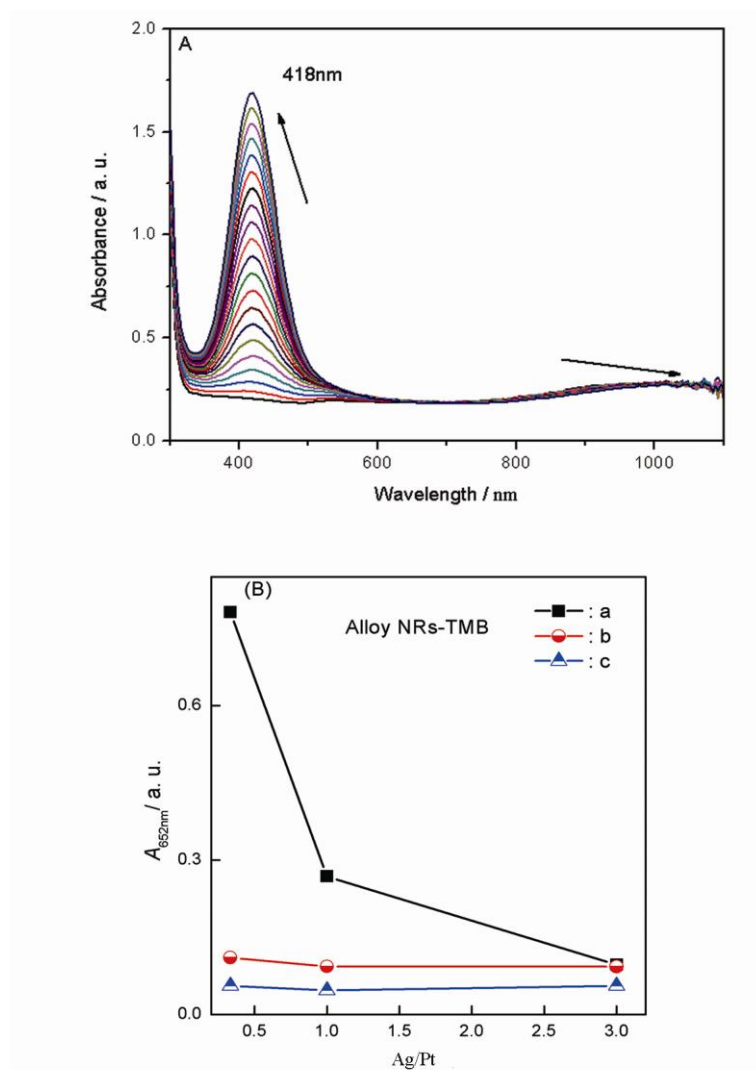 A
418nm
2.0
1.5
1.0
0.5
0.0
Absorbance / a. u.
400 600 800 1000
Wavelength / nm
(B)
Alloy NRs-TMB
: a
: b
: c
0.6
0.3
0.0
A652nm/ a. u.
0.5 1.0 1.5 2.0 2.5 3.0
Ag/Pt